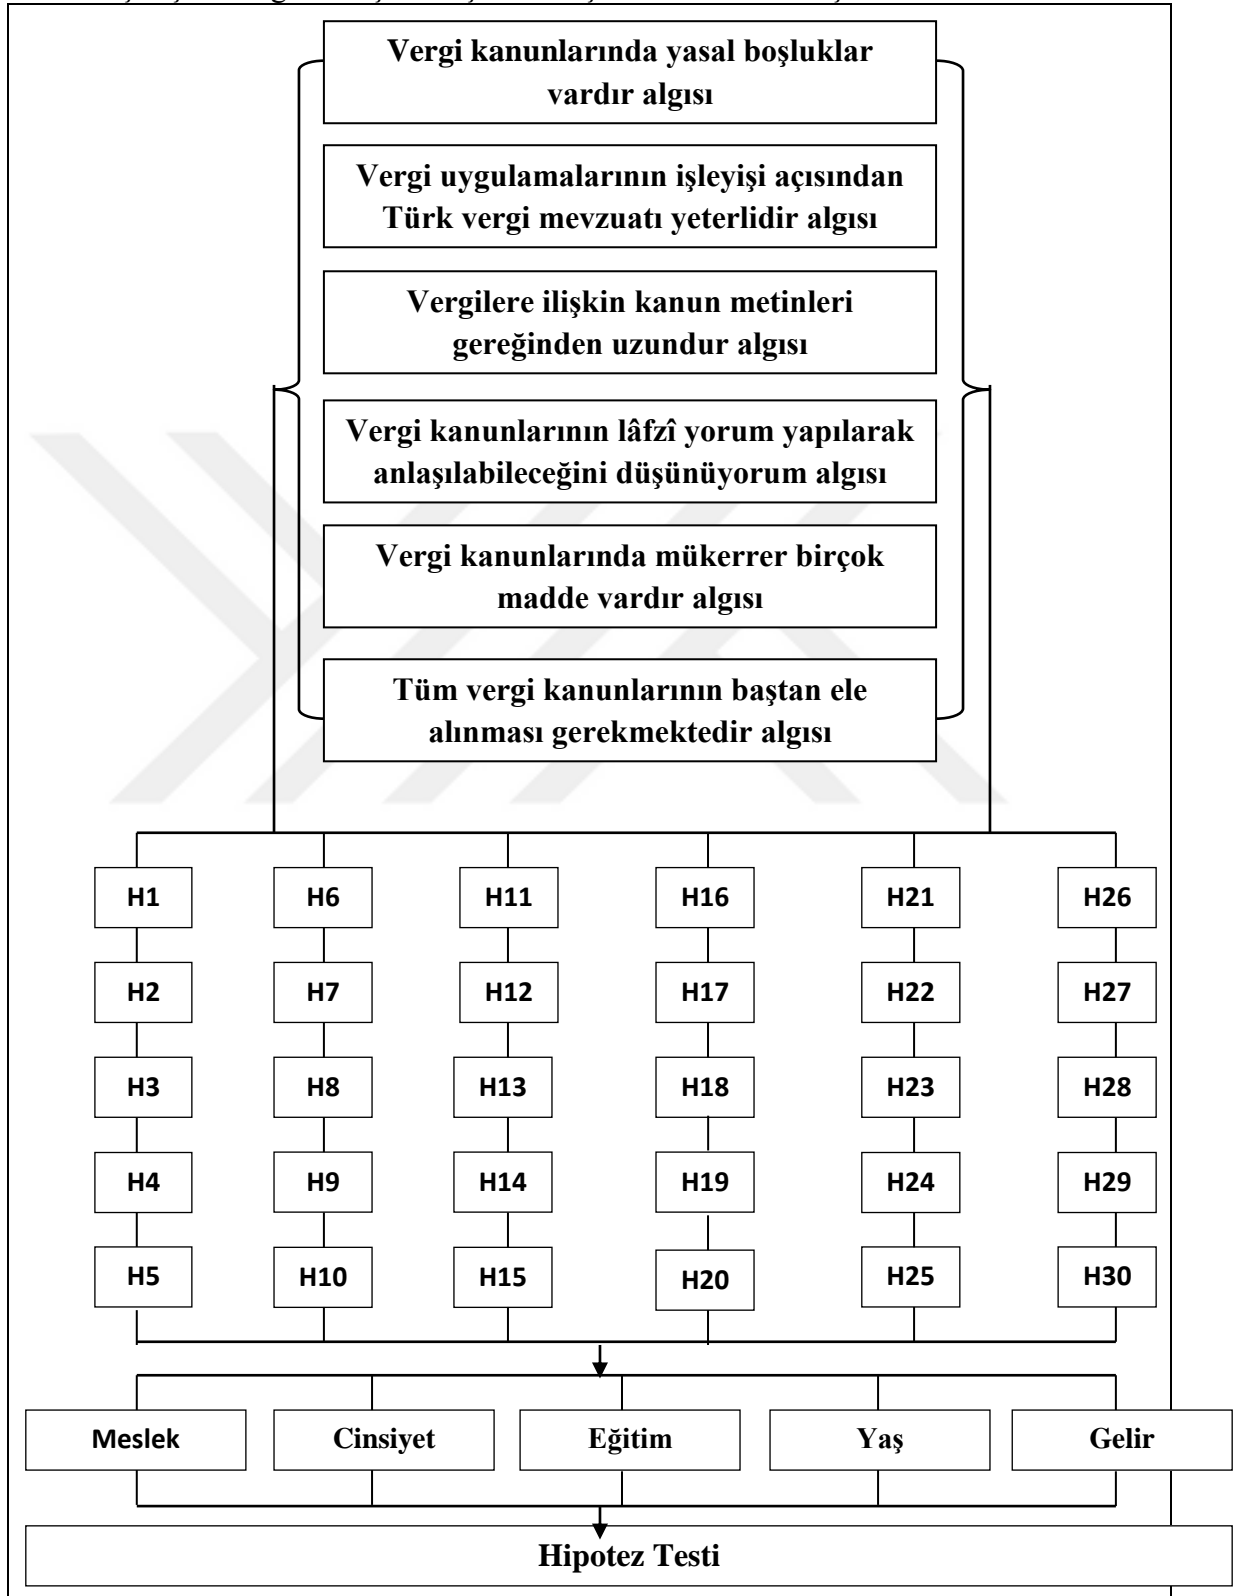 Vergi kanunlarında yasal boşluklar
vardır algısı
Vergi uygulamalarının işleyişi açısından
Türk vergi mevzuatı yeterlidir algısı
Vergilere ilişkin kanun metinleri
gereğinden uzundur algısı
Vergi kanunlarının lâfzî yorum yapılarak
anlaşılabileceğini düşünüyorum algısı
Vergi kanunlarında mükerrer birçok
madde vardır algısı
Tüm vergi kanunlarının baştan ele
alınması gerekmektedir algısı
H1 H6 H11 H16 H21 H26
H2 H7 H12 H17 H22 H27
H3 H8 H13 H18 H23 H28
H4 H9 H14 H19 H24 H29
H5 H10 H15 H20 H25 H30
Meslek Cinsiyet Eğitim Yaş Gelir
Hipotez Testi